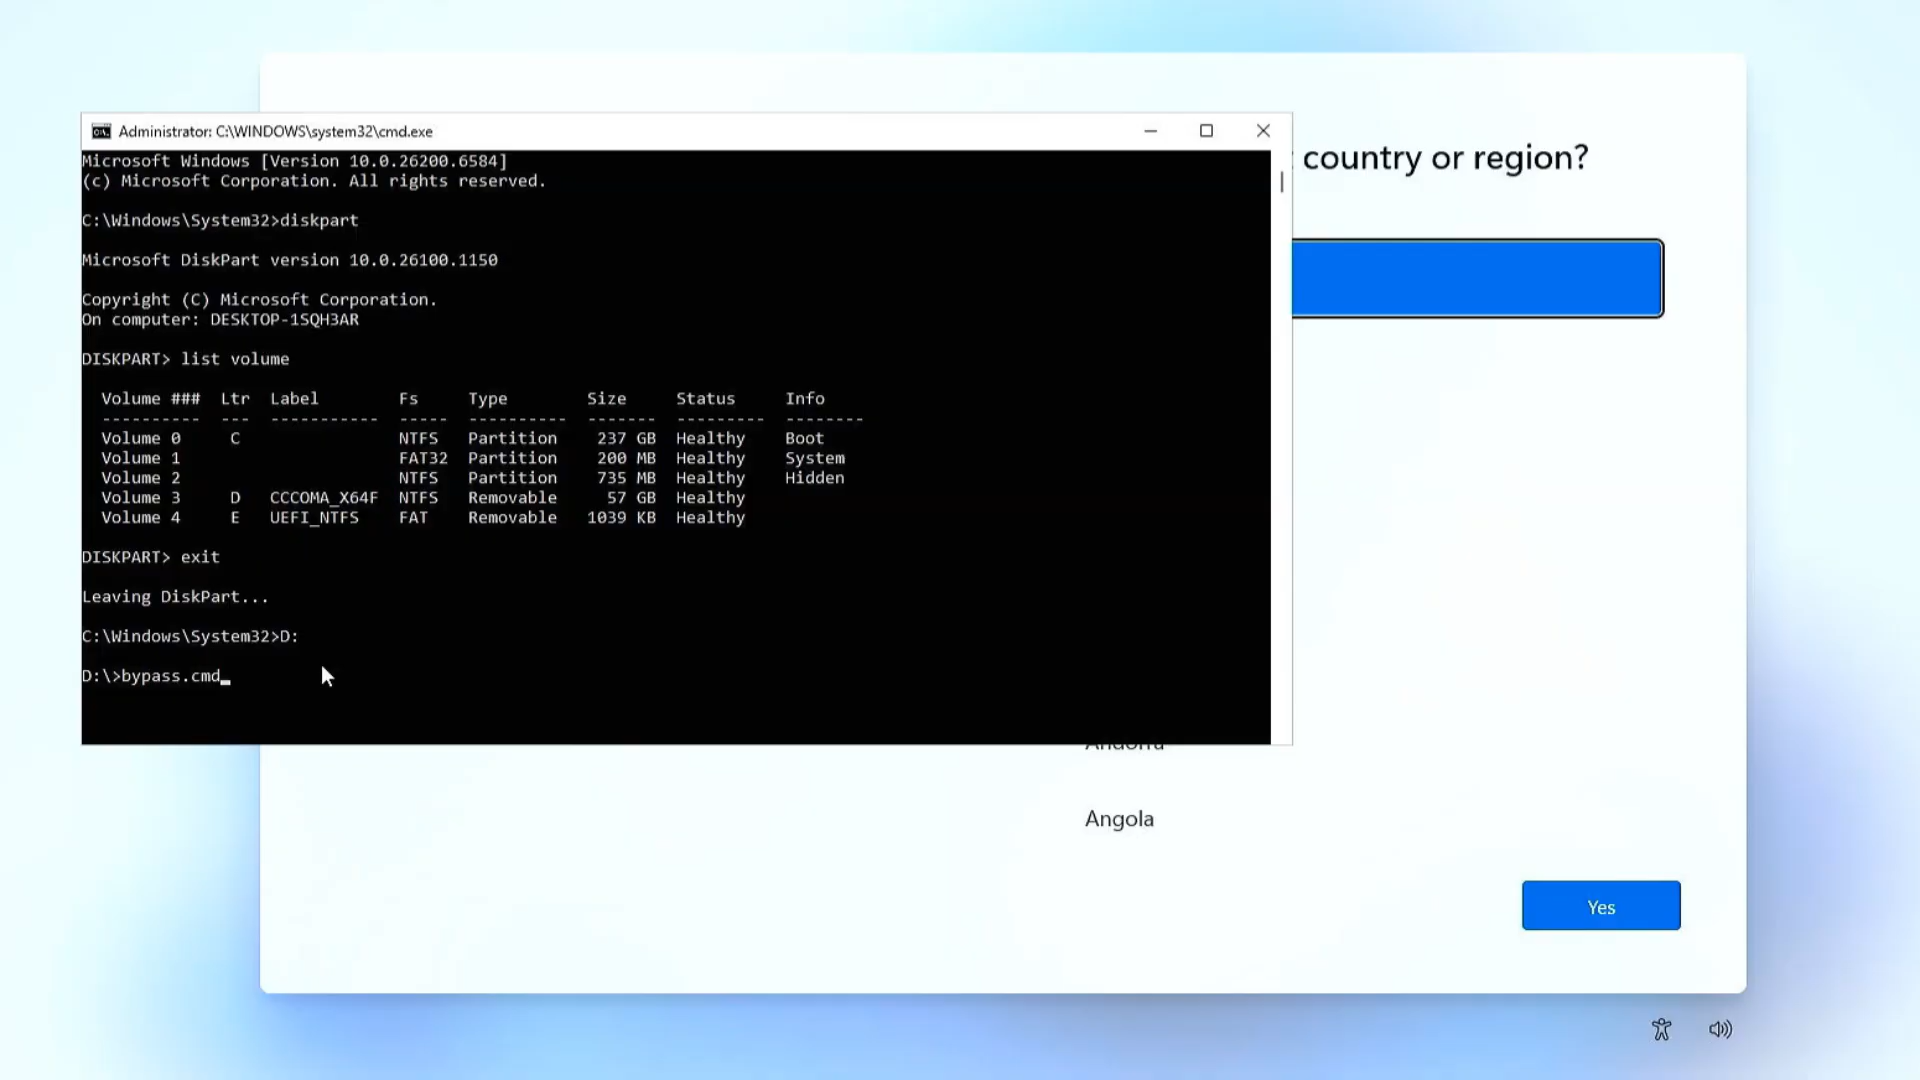 Administrator: C:\WINDOWS\system32\cmd.exe
Microsoft Windows [Version 10.0.26200.6584]
(c) Microsoft Corporation. All rights reserved.
country or region?
C:\Windows\System32>diskpart
Microsoft DiskPart version 10.0.26100.1150
Copyright (C) Microsoft Corporation.
On computer: DESKTOP-1SQH3AR
DISKPART> list volume
Volume ### Ltr Label Fs Type Size Status Info
---------- --- ----------- ----- ---------- ------- --------- --------
Volume 0 C NTFS Partition 237 GB Healthy Boot
Volume 1 FAT32 Partition 200 MB Healthy System
Volume 2 NTFS Partition 735 MB Healthy Hidden
Volume 3 D CCCOMA_X64F NTFS Removable 57 GB Healthy
Volume 4 E UEFI_NTFS FAT Removable 1039 KB Healthy
DISKPART> exit
Leaving DiskPart...
C:\Windows\System32>D:
D:\>bypass.cmd
Andorra
Angola
Yes